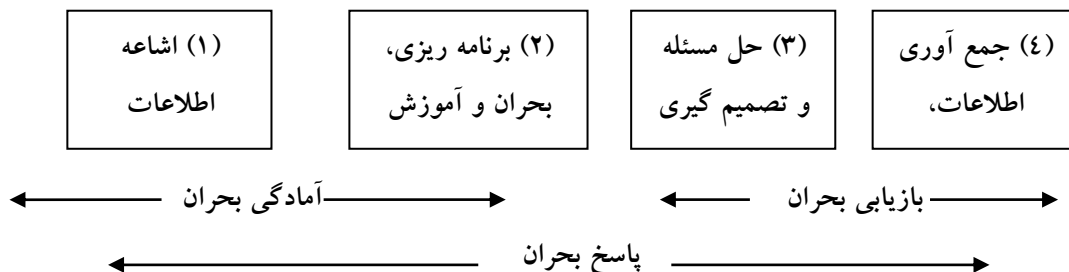 (۱) اشاعه
اطلاعات
(۲) برنامه ریزی،
بحران و آموزش
(۳) حل مسئله
و تصمیم گیری
(٤) جمع آوری
اطلاعات،
آمادگی بحران
بازیابی بحران
پاسخ بحران